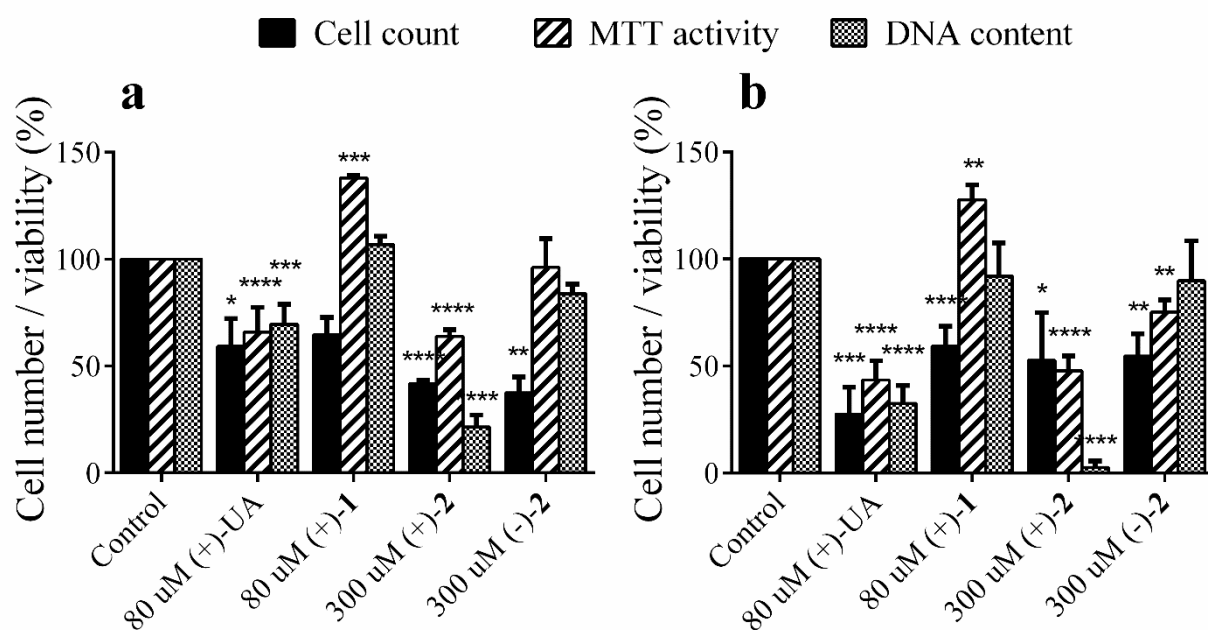 Cell count MTT activity DNA content
a
Cell number / viability (%)
150
100
50
0
*
****
***
***
****
****
***
**
Control
80 uM (+)-UA
80 uM (+)-1
300 uM (+)-2
300 uM (-)-2
b
Cell number / viability (%)
150
100
50
0
***
****
****
****
**
*
****
****
**
**
Control
80 uM (+)-UA
80 uM (+)-1
300 uM (+)-2
300 uM (-)-2